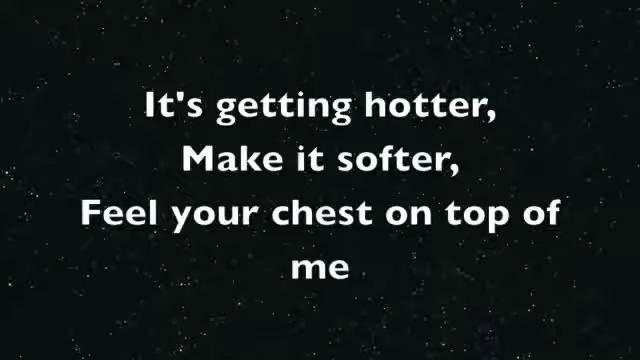 It's getting hotter,
Make it softer,
Feel your chest on top of
me